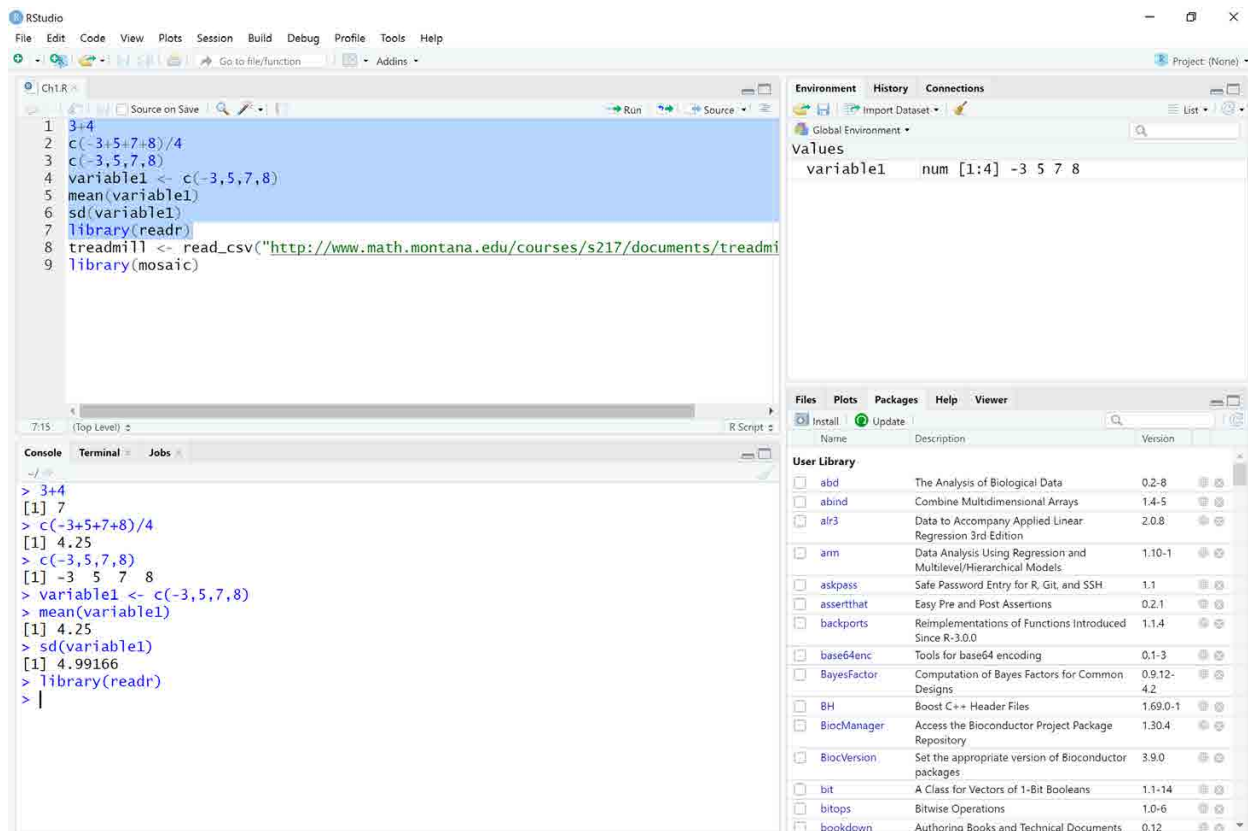 RStudio
File Edit Code View Plots Session Build Debug Profile Tools Help
Go to file/function Addins Project: (None)
Ch1.R
Source on Save Run Source
1 3+4
2 c(-3+5+7+8)/4
3 c(-3,5,7,8)
4 variable1 <- c(-3,5,7,8)
5 mean(variable1)
6 sd(variable1)
7 library(readr)
8 treadmill <- read_csv("http://www.math.montana.edu/courses/s217/documents/treadmi
9 library(mosaic)
7:15 (Top Level) R Script
Console Terminal Jobs
~/
> 3+4
[1] 7
> c(-3+5+7+8)/4
[1] 4.25
> c(-3,5,7,8)
[1] -3 5 7 8
> variable1 <- c(-3,5,7,8)
> mean(variable1)
[1] 4.25
> sd(variable1)
[1] 4.99166
> library(readr)
>
Environment History Connections
Import Dataset List
Global Environment
Values
variable1 num [1:4] -3 5 7 8
Files Plots Packages Help Viewer
Install Update
Name Description Version
User Library
abd The Analysis of Biological Data 0.2-8
abind Combine Multidimensional Arrays 1.4-5
alr3 Data to Accompany Applied Linear 2.0.8
Regression 3rd Edition
arm Data Analysis Using Regression and 1.10-1
Multilevel/Hierarchical Models
askpass Safe Password Entry for R, Git, and SSH 1.1
assertthat Easy Pre and Post Assertions 0.2.1
backports Reimplementations of Functions Introduced 1.1.4
Since R-3.0.0
base64enc Tools for base64 encoding 0.1-3
BayesFactor Computation of Bayes Factors for Common 0.9.12-
Designs 4.2
BH Boost C++ Header Files 1.69.0-1
BiocManager Access the Bioconductor Project Package 1.30.4
Repository
BiocVersion Set the appropriate version of Bioconductor 3.9.0
packages
bit A Class for Vectors of 1-Bit Booleans 1.1-14
bitops Bitwise Operations 1.0-6
bookdown Authoring Books and Technical Documents 0.12